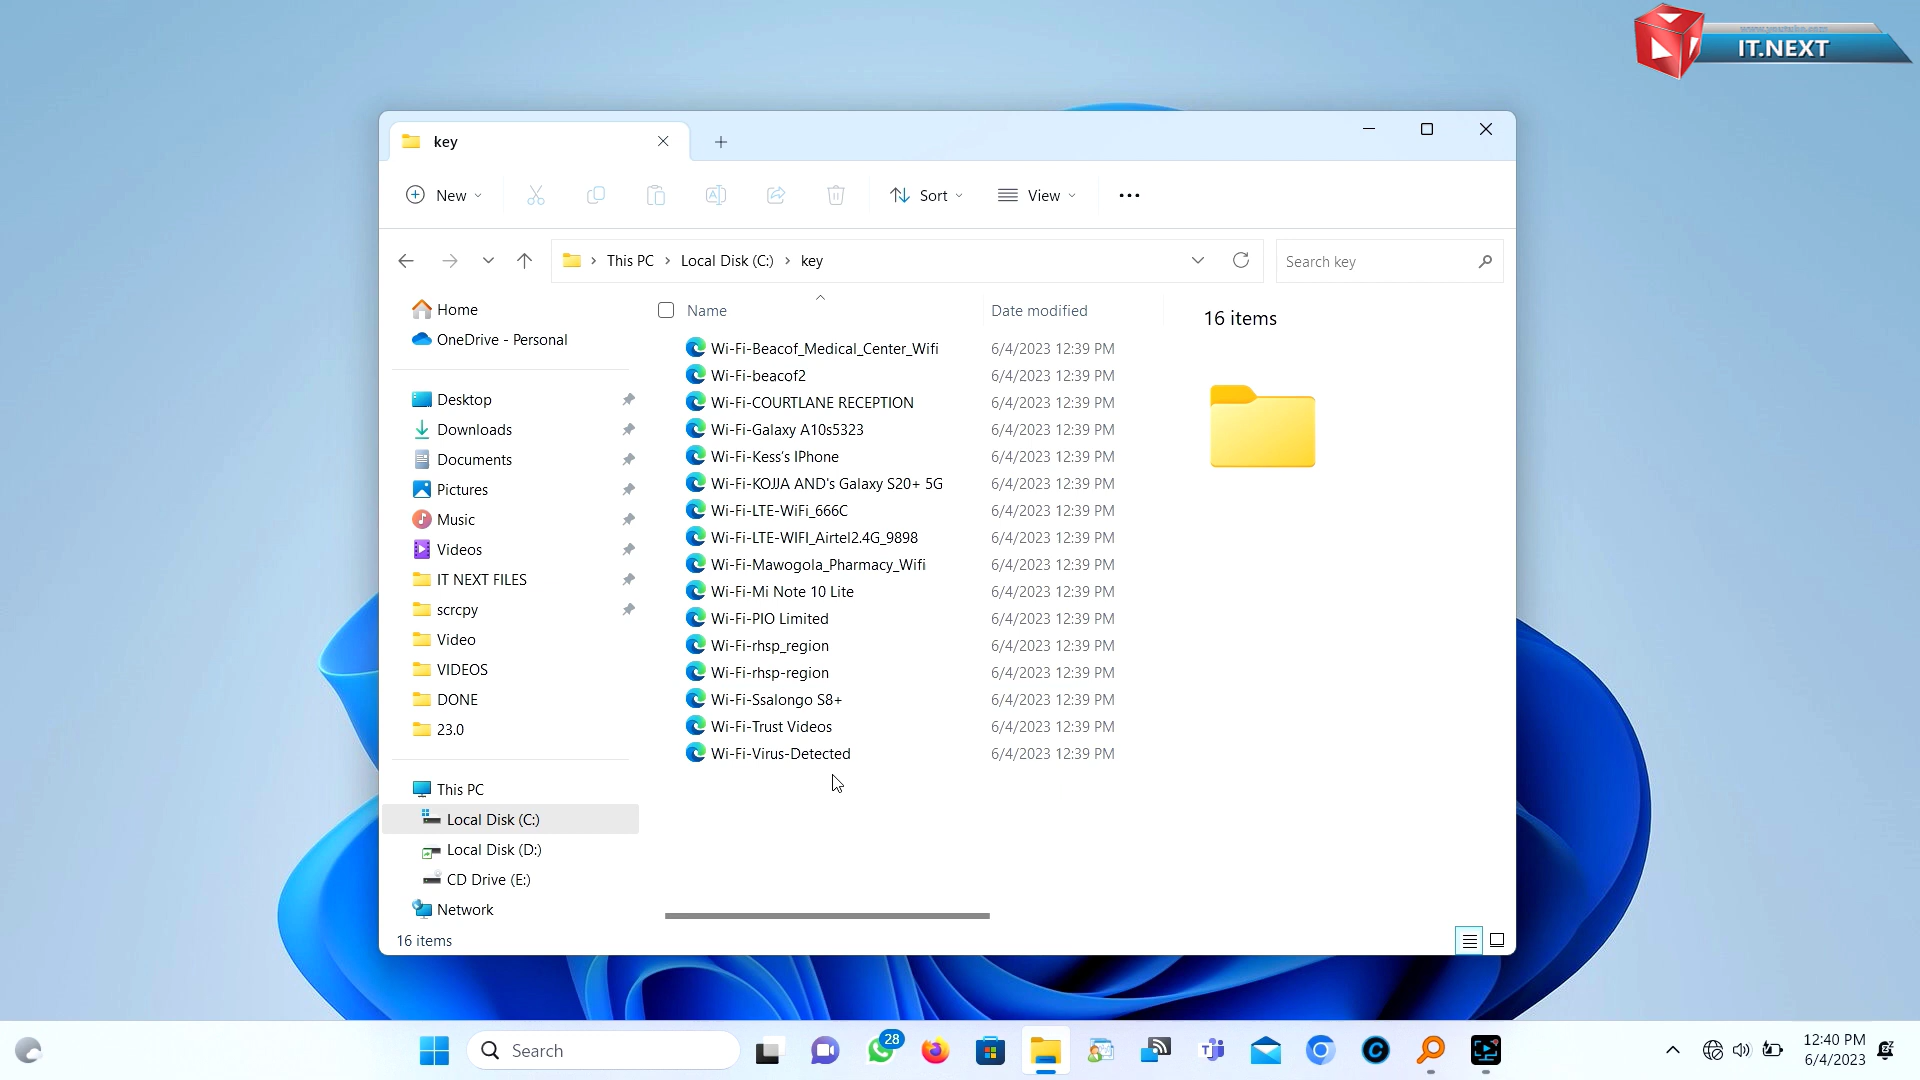 www.youtube.com
IT.NEXT
key
New
Sort
View
This PC
Local Disk (C:)
key
Search key
Home
OneDrive - Personal
Desktop
Downloads
Documents
Pictures
Music
Videos
IT NEXT FILES
scrcpy
Video
VIDEOS
DONE
23.0
This PC
Local Disk (C:)
Local Disk (D:)
CD Drive (E:)
Network
Name Date modified
Wi-Fi-Beacof_Medical_Center_Wifi 6/4/2023 12:39 PM
Wi-Fi-beacof2 6/4/2023 12:39 PM
Wi-Fi-COURTLANE RECEPTION 6/4/2023 12:39 PM
Wi-Fi-Galaxy A10s5323 6/4/2023 12:39 PM
Wi-Fi-Kess's IPhone 6/4/2023 12:39 PM
Wi-Fi-KOJJA AND's Galaxy S20+ 5G 6/4/2023 12:39 PM
Wi-Fi-LTE-WiFi_666C 6/4/2023 12:39 PM
Wi-Fi-LTE-WIFI_Airtel2.4G_9898 6/4/2023 12:39 PM
Wi-Fi-Mawogola_Pharmacy_Wifi 6/4/2023 12:39 PM
Wi-Fi-Mi Note 10 Lite 6/4/2023 12:39 PM
Wi-Fi-PIO Limited 6/4/2023 12:39 PM
Wi-Fi-rhsp_region 6/4/2023 12:39 PM
Wi-Fi-rhsp-region 6/4/2023 12:39 PM
Wi-Fi-Ssalongo S8+ 6/4/2023 12:39 PM
Wi-Fi-Trust Videos 6/4/2023 12:39 PM
Wi-Fi-Virus-Detected 6/4/2023 12:39 PM
16 items
16 items
Search
28
12:40 PM
6/4/2023